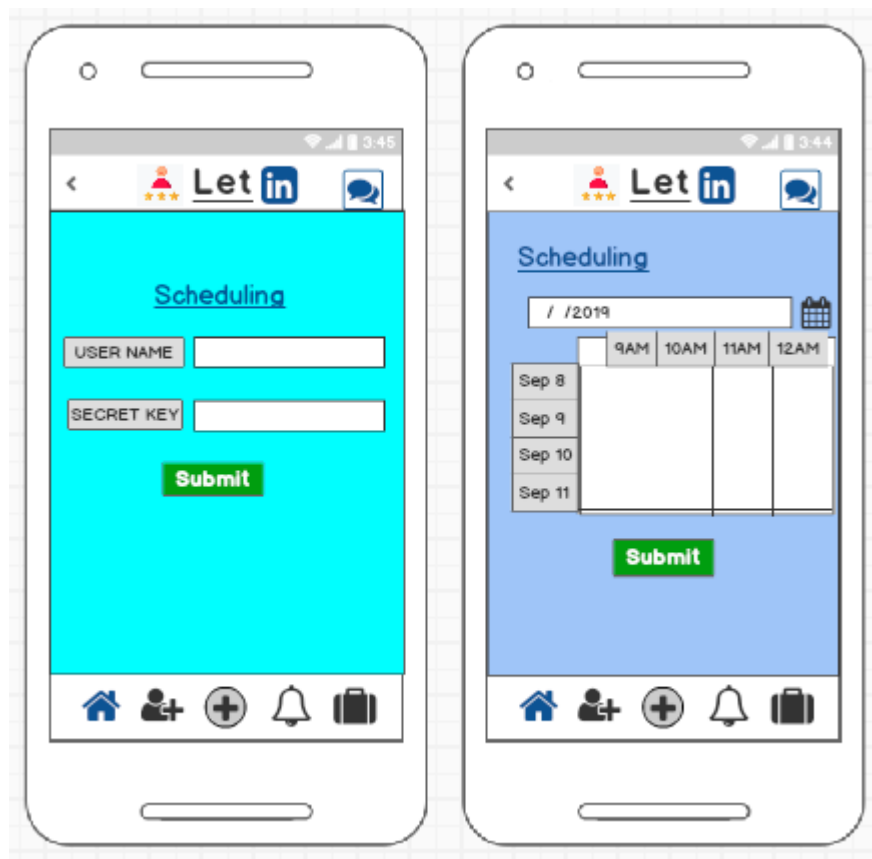 3:45
Let in
Scheduling
USER NAME
SECRET KEY
Submit
3:44
Let in
Scheduling
/ /2019
9AM 10AM 11AM 12AM
Sep 8
Sep 9
Sep 10
Sep 11
Submit